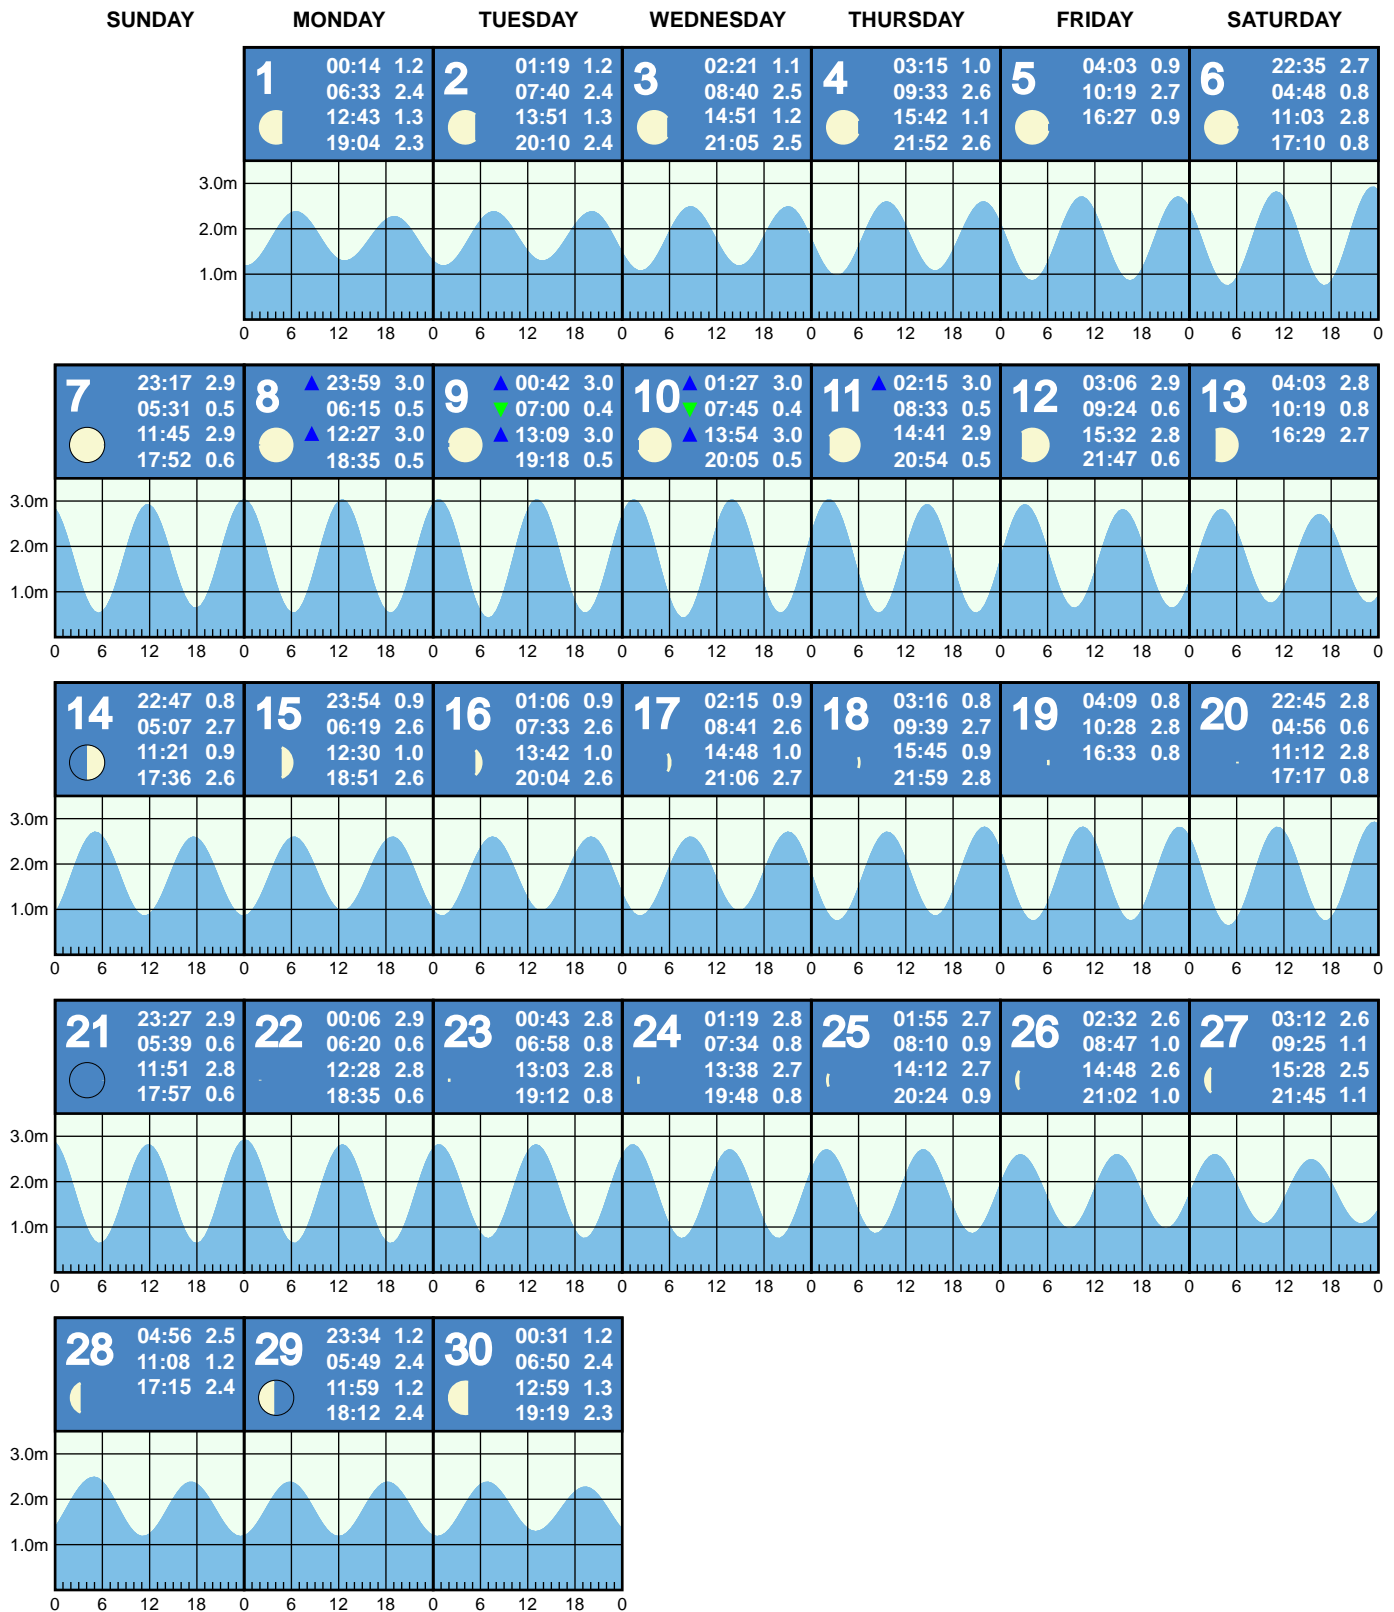 SUNDAY MONDAY TUESDAY WEDNESDAY THURSDAY FRIDAY SATURDAY
1 00:14 1.2
06:33 2.4
12:43 1.3
19:04 2.3
2 01:19 1.2
07:40 2.4
13:51 1.3
20:10 2.4
3 02:21 1.1
08:40 2.5
14:51 1.2
21:05 2.5
4 03:15 1.0
09:33 2.6
15:42 1.1
21:52 2.6
5 04:03 0.9
10:19 2.7
16:27 0.9
6 22:35 2.7
04:48 0.8
11:03 2.8
17:10 0.8
3.0m
2.0m
1.0m
0 6 12 18 0 6 12 18 0 6 12 18 0 6 12 18 0 6 12 18 0 6 12 18 0
7 23:17 2.9
05:31 0.5
11:45 2.9
17:52 0.6
8 23:59 3.0
06:15 0.5
12:27 3.0
18:35 0.5
9 00:42 3.0
07:00 0.4
13:09 3.0
19:18 0.5
10 01:27 3.0
07:45 0.4
13:54 3.0
20:05 0.5
11 02:15 3.0
08:33 0.5
14:41 2.9
20:54 0.5
12 03:06 2.9
09:24 0.6
15:32 2.8
21:47 0.6
13 04:03 2.8
10:19 0.8
16:29 2.7
3.0m
2.0m
1.0m
0 6 12 18 0 6 12 18 0 6 12 18 0 6 12 18 0 6 12 18 0 6 12 18 0 6 12 18 0
14 22:47 0.8
05:07 2.7
11:21 0.9
17:36 2.6
15 23:54 0.9
06:19 2.6
12:30 1.0
18:51 2.6
16 01:06 0.9
07:33 2.6
13:42 1.0
20:04 2.6
17 02:15 0.9
08:41 2.6
14:48 1.0
21:06 2.7
18 03:16 0.8
09:39 2.7
15:45 0.9
21:59 2.8
19 04:09 0.8
10:28 2.8
16:33 0.8
20 22:45 2.8
04:56 0.6
11:12 2.8
17:17 0.8
3.0m
2.0m
1.0m
0 6 12 18 0 6 12 18 0 6 12 18 0 6 12 18 0 6 12 18 0 6 12 18 0 6 12 18 0
21 23:27 2.9
05:39 0.6
11:51 2.8
17:57 0.6
22 00:06 2.9
06:20 0.6
12:28 2.8
18:35 0.6
23 00:43 2.8
06:58 0.8
13:03 2.8
19:12 0.8
24 01:19 2.8
07:34 0.8
13:38 2.7
19:48 0.8
25 01:55 2.7
08:10 0.9
14:12 2.7
20:24 0.9
26 02:32 2.6
08:47 1.0
14:48 2.6
21:02 1.0
27 03:12 2.6
09:25 1.1
15:28 2.5
21:45 1.1
3.0m
2.0m
1.0m
0 6 12 18 0 6 12 18 0 6 12 18 0 6 12 18 0 6 12 18 0 6 12 18 0 6 12 18 0
28 04:56 2.5
11:08 1.2
17:15 2.4
29 23:34 1.2
05:49 2.4
11:59 1.2
18:12 2.4
30 00:31 1.2
06:50 2.4
12:59 1.3
19:19 2.3
3.0m
2.0m
1.0m
0 6 12 18 0 6 12 18 0 6 12 18 0